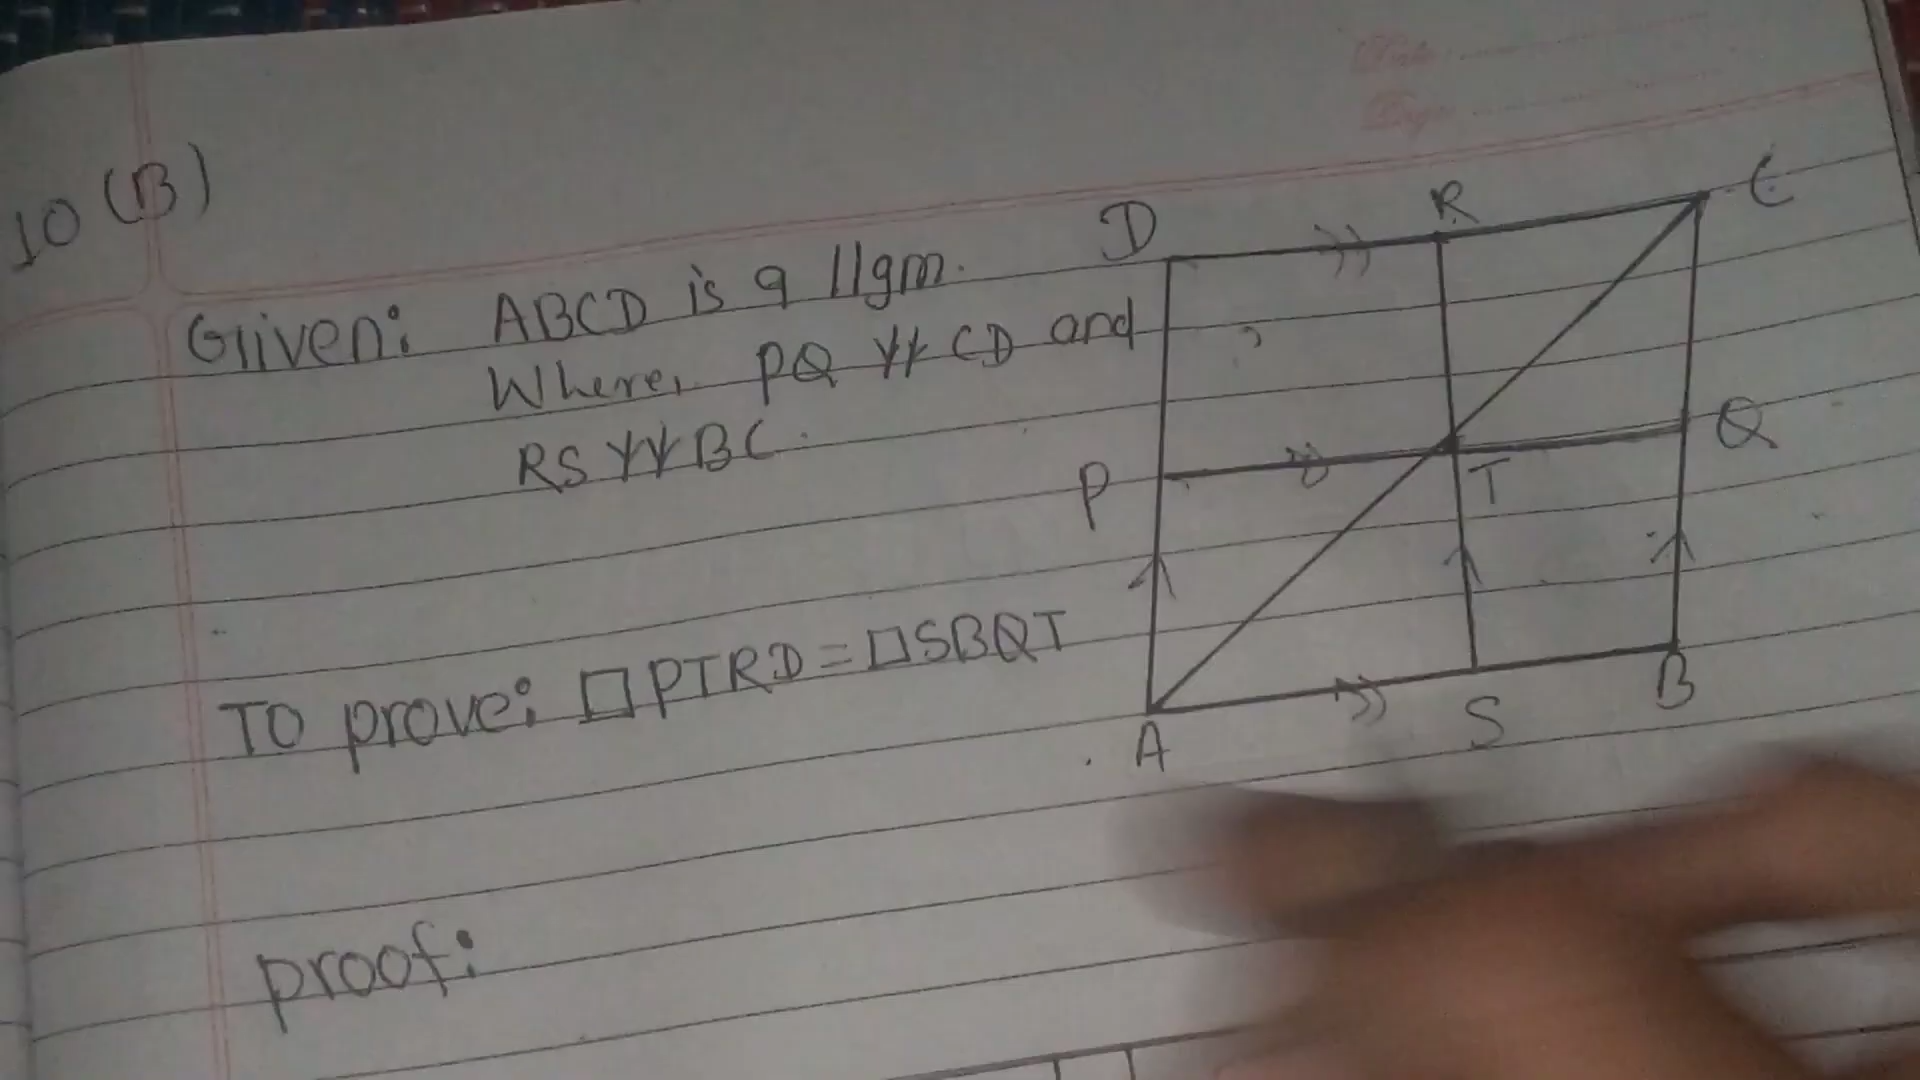 10 (B)
Given: ABCD is a llgm.
Where, PQ // CD and
RS // BC.
To prove: □PTRD = □SBQT
proof:
D
R
C
P
T
Q
A
S
B